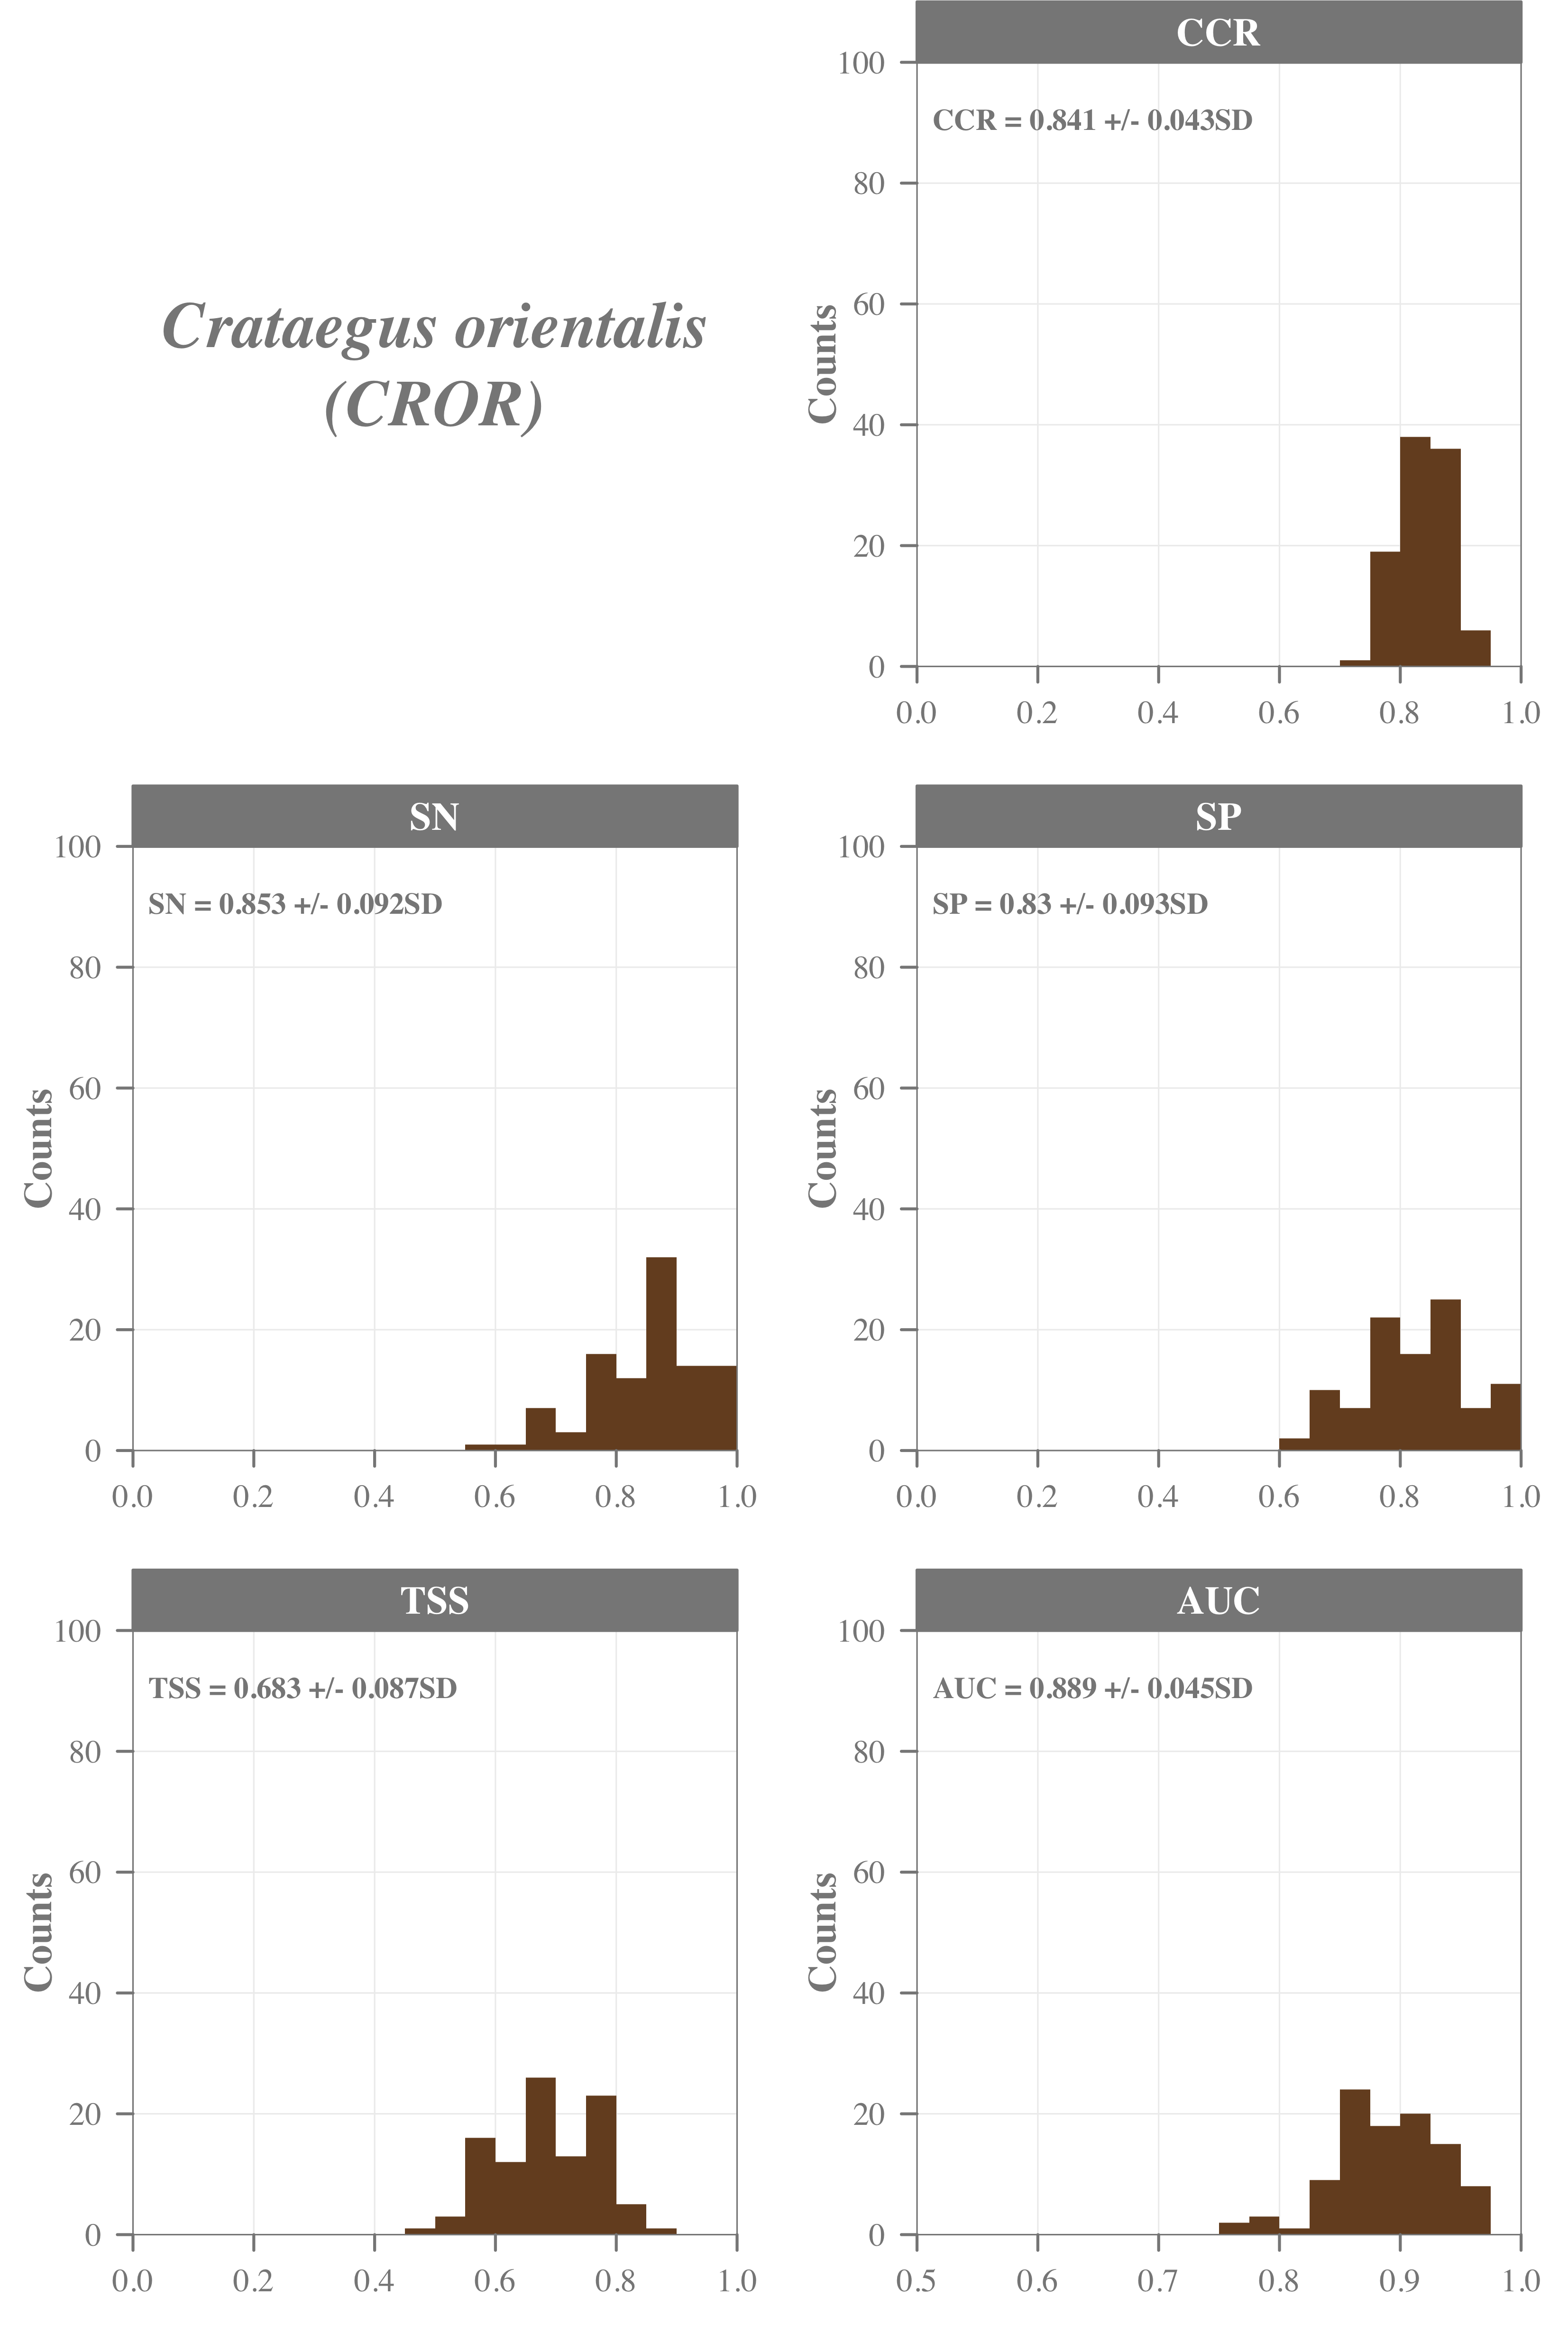 Crataegus orientalis
(CROR)
CCR
CCR = 0.841 +/- 0.043SD
Counts
100
80
60
40
20
0
0.0 0.2 0.4 0.6 0.8 1.0
SN
SN = 0.853 +/- 0.092SD
Counts
100
80
60
40
20
0
0.0 0.2 0.4 0.6 0.8 1.0
SP
SP = 0.83 +/- 0.093SD
Counts
100
80
60
40
20
0
0.0 0.2 0.4 0.6 0.8 1.0
TSS
TSS = 0.683 +/- 0.087SD
Counts
100
80
60
40
20
0
0.0 0.2 0.4 0.6 0.8 1.0
AUC
AUC = 0.889 +/- 0.045SD
Counts
100
80
60
40
20
0
0.5 0.6 0.7 0.8 0.9 1.0